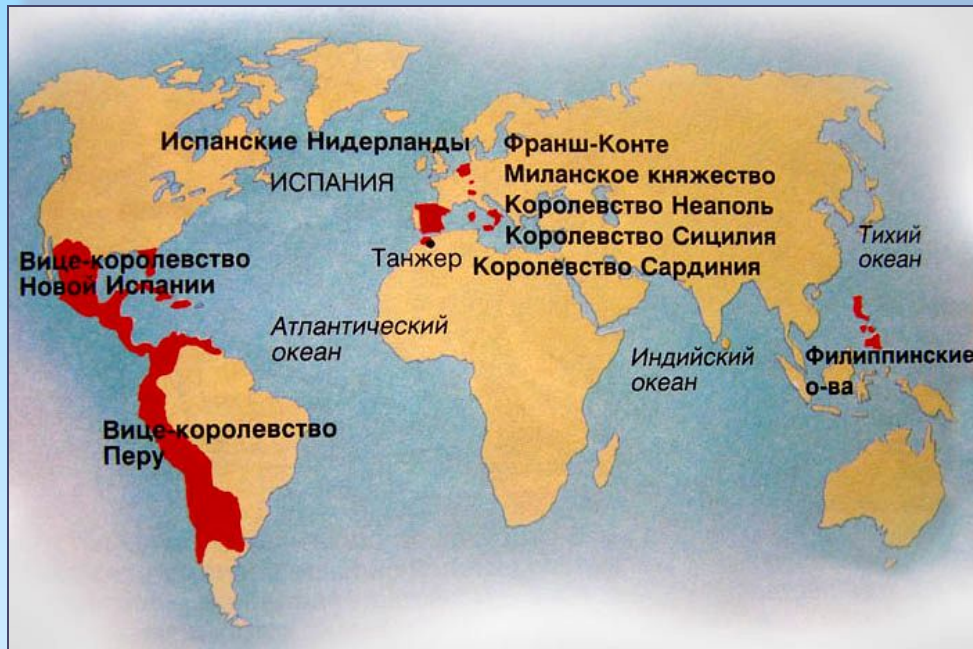 Испанские Нидерланды
ИСПАНИЯ
Франш-Конте
Миланское княжество
Королевство Неаполь
Королевство Сицилия
Королевство Сардиния
Танжер
Тихий
океан
Вице-королевство
Новой Испании
Атлантический
океан
Индийский
океан
Филиппинские
о-ва
Вице-королевство
Перу